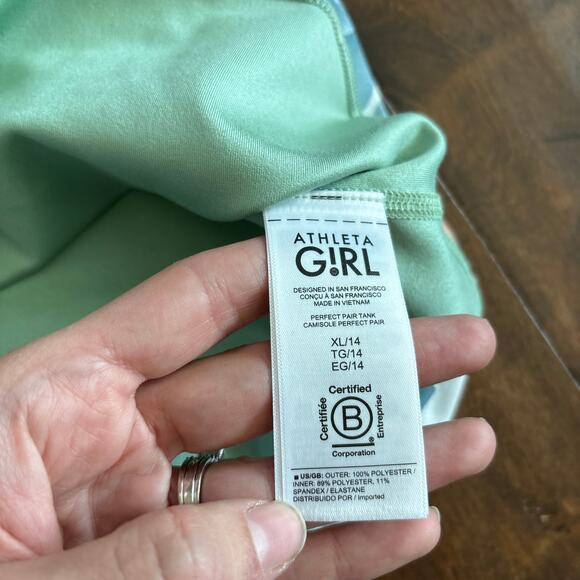 ATHLETA
G!RL
DESIGNED IN SAN FRANCISCO
CONÇU À SAN FRANCISCO
MADE IN VIETNAM
PERFECT PAIR TANK
CAMISOLE PERFECT PAIR
XL/14
TG/14
EG/14
Certified
Certifiée
B
Entreprise
Corporation
■ US/GB: OUTER: 100% POLYESTER /
INNER: 89% POLYESTER, 11%
SPANDEX / ELASTANE
DISTRIBUIDO POR / Imported